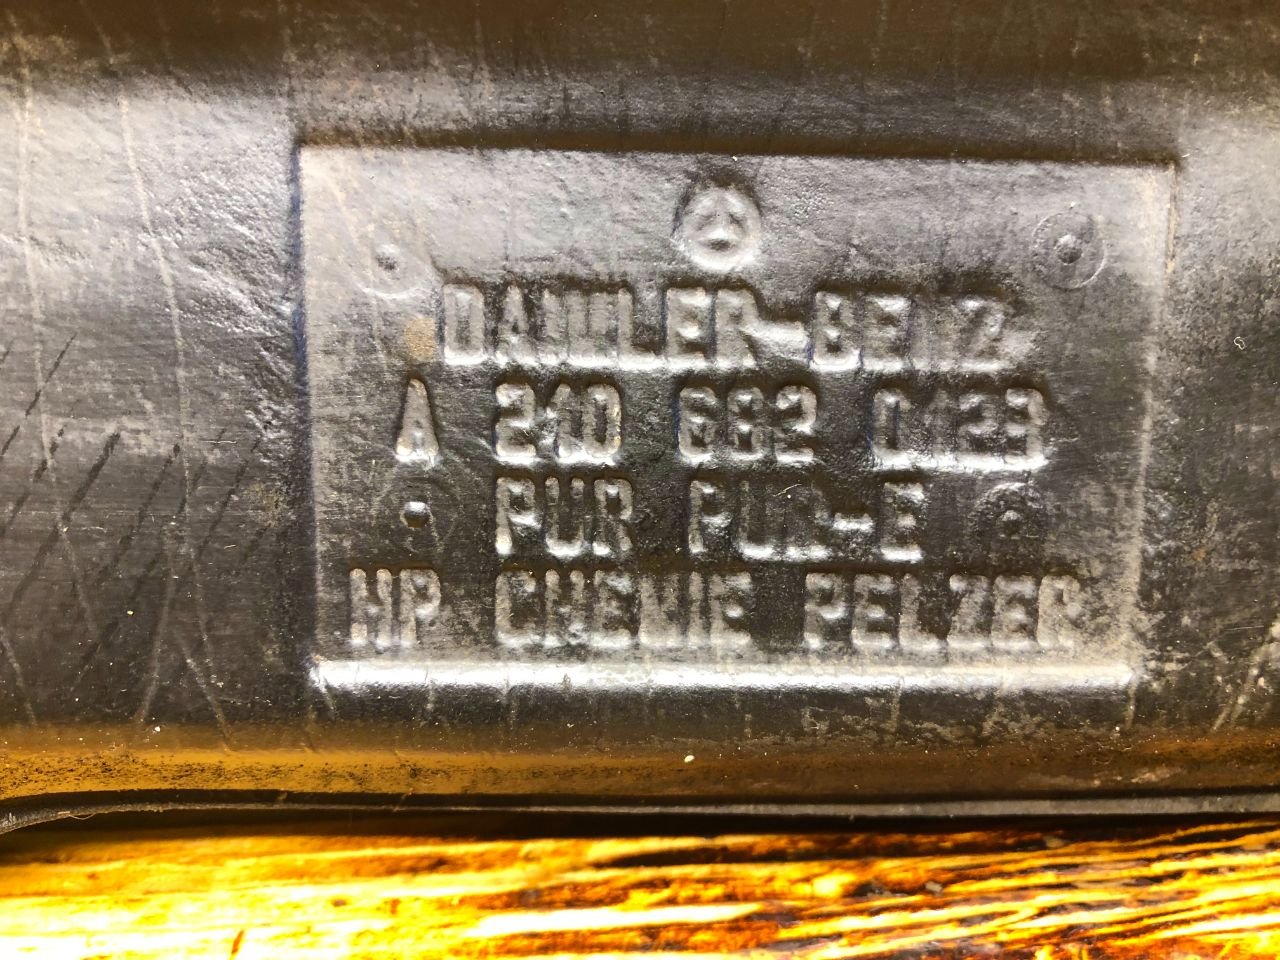 DAIMLER-BENZ
A 210 682 0123
PUR PUR-E
HP CHEMIE PELZER